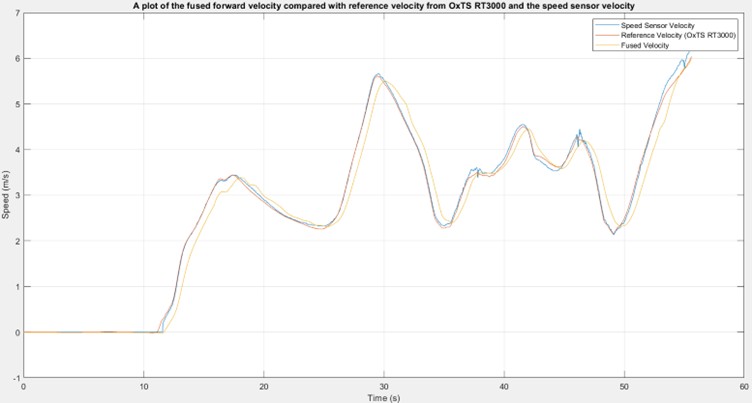 A plot of the fused forward velocity compared with reference velocity from OxTS RT3000 and the speed sensor velocity
Speed Sensor Velocity
Reference Velocity (OxTS RT3000)
Fused Velocity
7
6
5
4
3
2
1
0
-1
Speed (m/s)
0
10
20
30
40
50
60
Time (s)